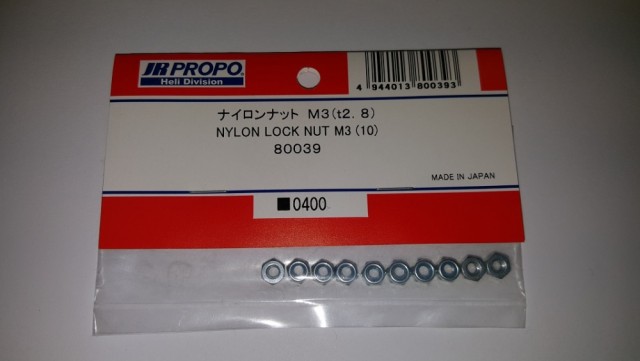 JR PROPO
Heli Division
4 944013 800393
ナイロンナット M3(t2.8)
NYLON LOCK NUT M3(10)
80039
MADE IN JAPAN
■0400